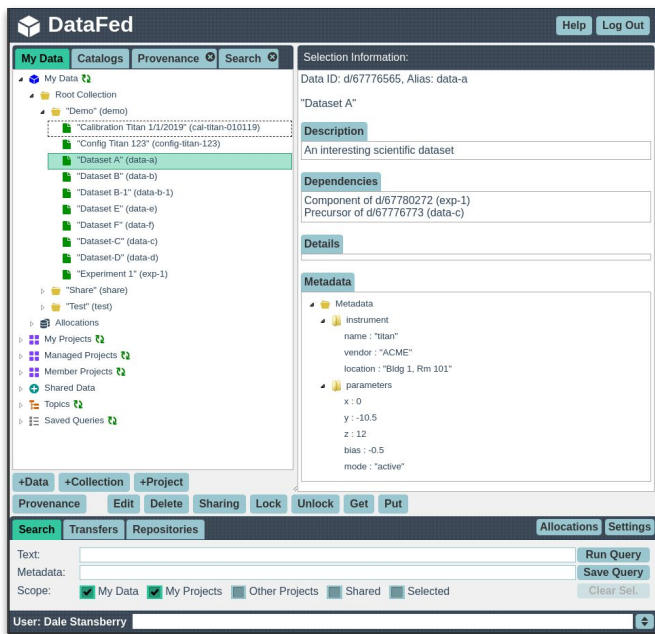 DataFed
Help Log Out
My Data Catalogs Provenance Search
My Data
Root Collection
"Demo" (demo)
"Calibration Titan 1/1/2019" (cal-titan-010119)
"Config Titan 123" (config-titan-123)
"Dataset A" (data-a)
"Dataset B" (data-b)
"Dataset B-1" (data-b-1)
"Dataset E" (data-e)
"Dataset F" (data-f)
"Dataset-C" (data-c)
"Dataset-D" (data-d)
"Experiment 1" (exp-1)
"Share" (share)
"Test" (test)
Allocations
My Projects
Managed Projects
Member Projects
Shared Data
Topics
Saved Queries
Selection Information:
Data ID: d/67776565, Alias: data-a
"Dataset A"
Description
An interesting scientific dataset
Dependencies
Component of d/67780272 (exp-1)
Precursor of d/67776773 (data-c)
Details
Metadata
Metadata
instrument
name : "titan"
vendor : "ACME"
location : "Bldg 1, Rm 101"
parameters
x : 0
y : -10.5
z : 12
bias : -0.5
mode : "active"
+Data +Collection +Project
Provenance Edit Delete Sharing Lock Unlock Get Put
Search Transfers Repositories Allocations Settings
Text: Run Query
Metadata: Save Query
Scope: My Data My Projects Other Projects Shared Selected Clear Sel.
User: Dale Stansberry